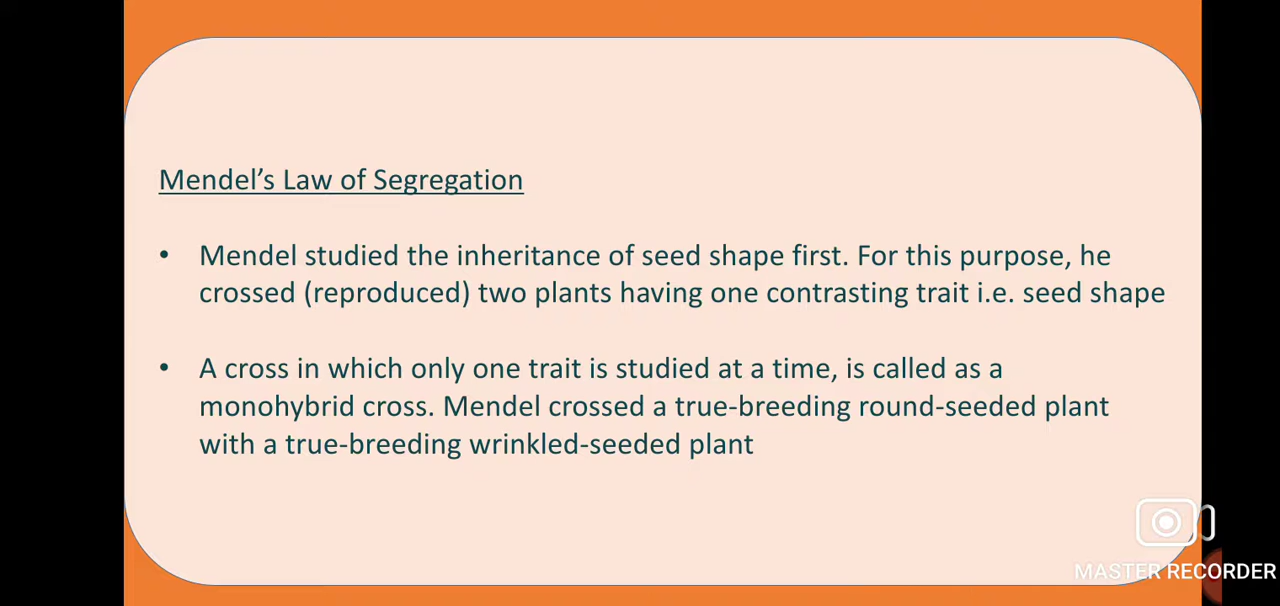 Mendel’s Law of Segregation
• Mendel studied the inheritance of seed shape first. For this purpose, he
crossed (reproduced) two plants having one contrasting trait i.e. seed shape
• A cross in which only one trait is studied at a time, is called as a
monohybrid cross. Mendel crossed a true-breeding round-seeded plant
with a true-breeding wrinkled-seeded plant
MASTER RECORDER